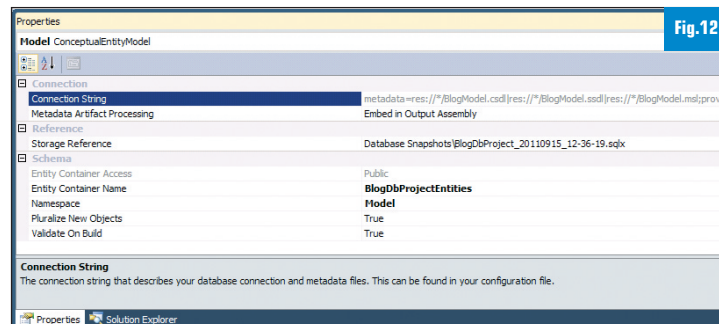 Properties
Fig.12
Model ConceptualEntityModel
Connection
Connection String metadata=res://*/BlogModel.csdl|res://*/BlogModel.ssdl|res://*/BlogModel.msl;prov
Metadata Artifact Processing Embed in Output Assembly
Reference
Storage Reference Database Snapshots\BlogDbProject_20110915_12-36-19.sqlx
Schema
Entity Container Access Public
Entity Container Name BlogDbProjectEntities
Namespace Model
Pluralize New Objects True
Validate On Build True
Connection String
The connection string that describes your database connection and metadata files. This can be found in your configuration file.
Properties Solution Explorer